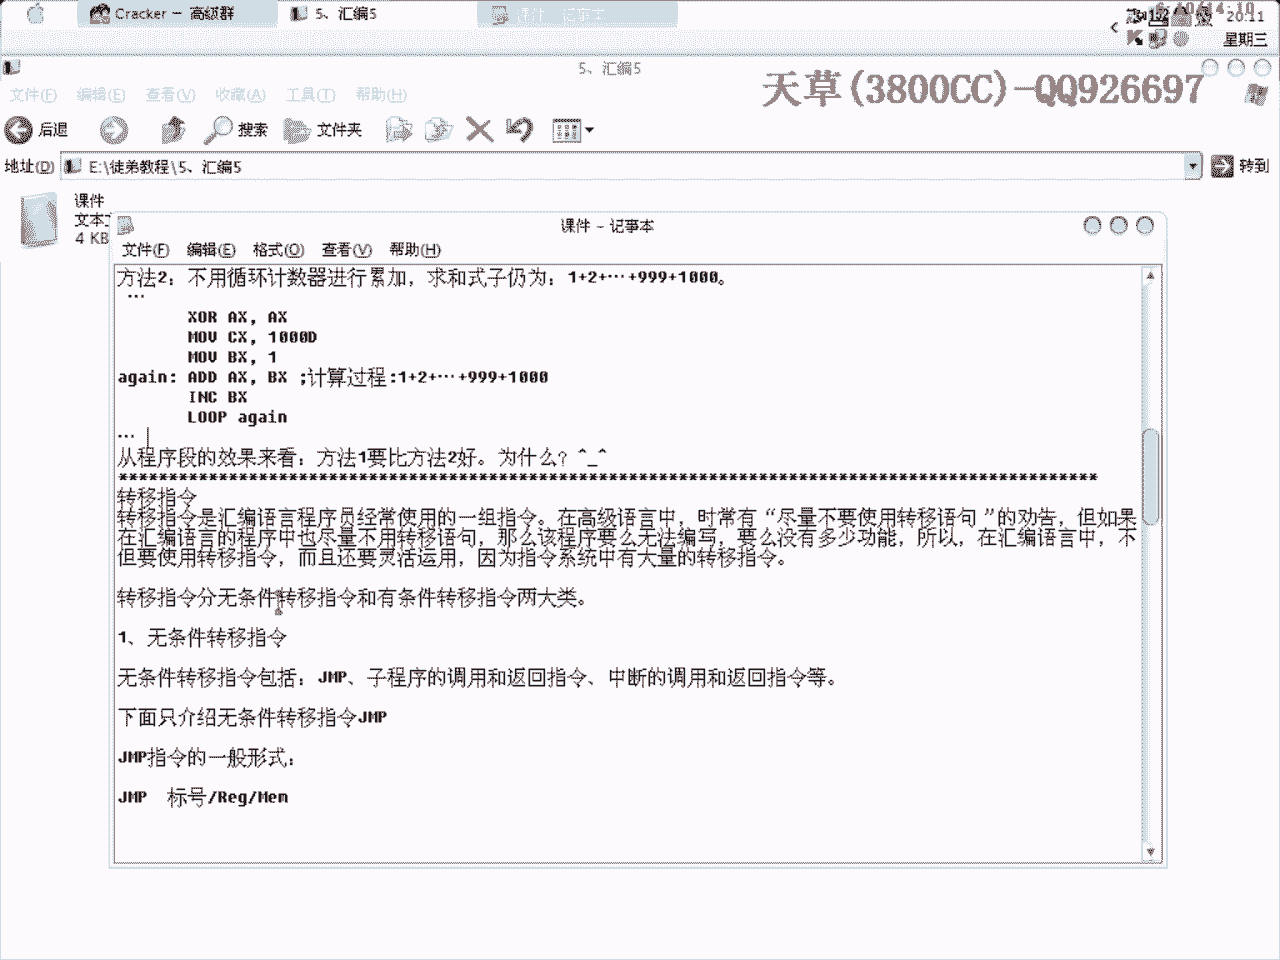 Cracker — 高级群
5、汇编5
课件 — 记事本
20:11
星期三
5、汇编5
天草(3800CC)-QQ926697
文件(F) 编辑(E) 查看(V) 收藏(A) 工具(T) 帮助(H)
后退 搜索 文件夹
地址(D) E:\徒弟教程\5、汇编5 转到
课件
文本文
4 KB
课件 - 记事本
文件(F) 编辑(E) 格式(O) 查看(V) 帮助(H)
方法2：不用循环计数器进行累加，求和式子仍为：1+2+…+999+1000。
…
XOR AX, AX
MOV CX, 1000D
MOV BX, 1
again: ADD AX, BX ;计算过程:1+2+…+999+1000
INC BX
LOOP again
…
从程序段的效果来看：方法1要比方法2好。为什么？^_^
**************************************************************************************************
转移指令
转移指令是汇编语言程序员经常使用的一组指令。在高级语言中，时常有“尽量不要使用转移语句”的劝告，但如果
在汇编语言的程序中也尽量不用转移语句，那么该程序要么无法编写，要么没有多少功能，所以，在汇编语言中，不
但要使用转移指令，而且还要灵活运用，因为指令系统中有大量的转移指令。
转移指令分无条件转移指令和有条件转移指令两大类。
1、无条件转移指令
无条件转移指令包括：JMP、子程序的调用和返回指令、中断的调用和返回指令等。
下面只介绍无条件转移指令JMP
JMP指令的一般形式：
JMP 标号/Reg/Mem